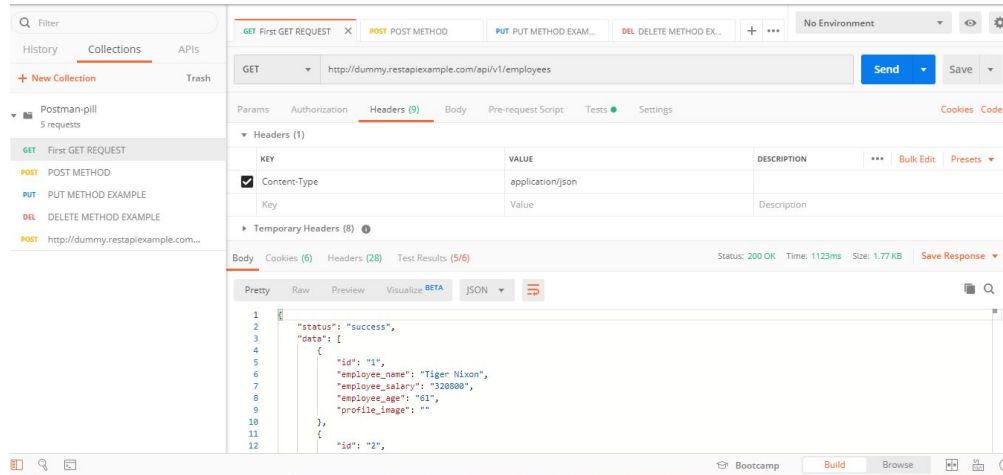 Filter
History Collections APIs
+ New Collection Trash
Postman-pill
5 requests
GET First GET REQUEST
POST POST METHOD
PUT PUT METHOD EXAMPLE
DEL DELETE METHOD EXAMPLE
POST http://dummy.restapiexample.com...
GET First GET REQUEST X POST POST METHOD PUT PUT METHOD EXAM... DEL DELETE METHOD EX... + ••• No Environment
GET http://dummy.restapiexample.com/api/v1/employees Send Save
Params Authorization Headers (9) Body Pre-request Script Tests Settings Cookies Code
Headers (1)
KEY VALUE DESCRIPTION ••• Bulk Edit Presets
Content-Type application/json
Key Value Description
Temporary Headers (8)
Body Cookies (6) Headers (28) Test Results (5/6) Status: 200 OK Time: 1123ms Size: 1.77 KB Save Response
Pretty Raw Preview Visualize BETA JSON
1 {
2 "status": "success",
3 "data": [
4 {
5 "id": "1",
6 "employee_name": "Tiger Nixon",
7 "employee_salary": "320800",
8 "employee_age": "61",
9 "profile_image": ""
10 },
11 {
12 "id": "2",
Bootcamp Build Browse